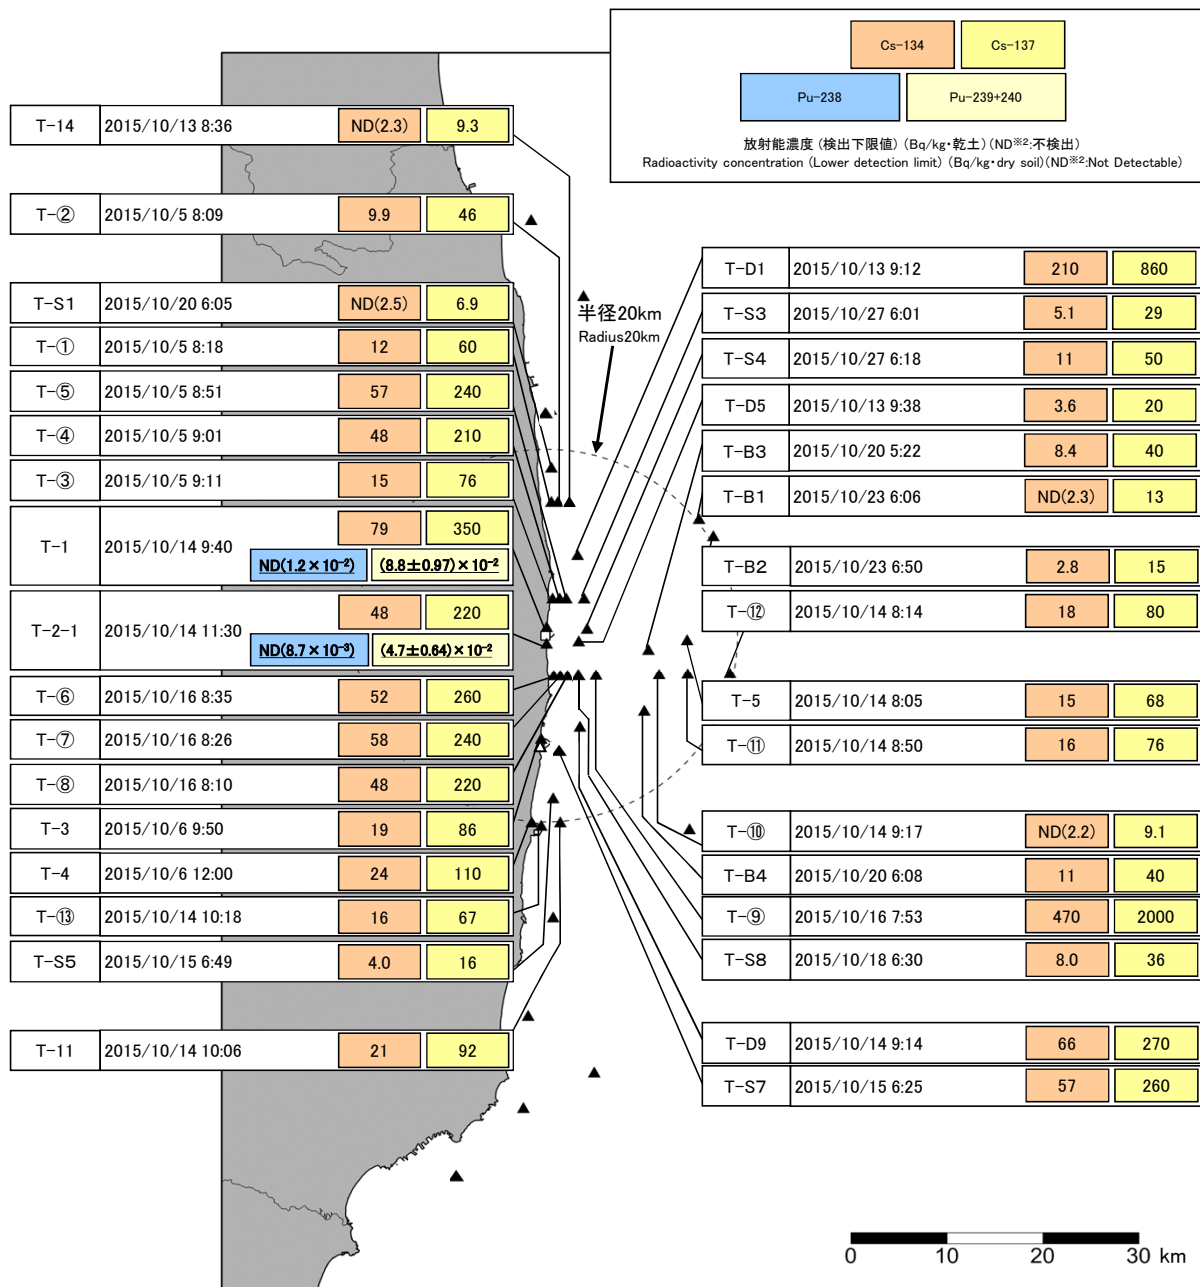 Cs-134 Cs-137
Pu-238 Pu-239+240
放射能濃度 (検出下限値) (Bq/kg・乾土) (ND※2:不検出)
Radioactivity concentration (Lower detection limit) (Bq/kg・dry soil)(ND※2:Not Detectable)
T-14 2015/10/13 8:36 ND(2.3) 9.3
T-② 2015/10/5 8:09 9.9 46
T-S1 2015/10/20 6:05 ND(2.5) 6.9
T-① 2015/10/5 8:18 12 60
T-⑤ 2015/10/5 8:51 57 240
T-④ 2015/10/5 9:01 48 210
T-③ 2015/10/5 9:11 15 76
T-1 2015/10/14 9:40 79 350
ND(1.2×10⁻²) (8.8±0.97)×10⁻²
T-2-1 2015/10/14 11:30 48 220
ND(8.7×10⁻³) (4.7±0.64)×10⁻²
T-⑥ 2015/10/16 8:35 52 260
T-⑦ 2015/10/16 8:26 58 240
T-⑧ 2015/10/16 8:10 48 220
T-3 2015/10/6 9:50 19 86
T-4 2015/10/6 12:00 24 110
T-⑬ 2015/10/14 10:18 16 67
T-S5 2015/10/15 6:49 4.0 16
T-11 2015/10/14 10:06 21 92
半径20km
Radius20km
T-D1 2015/10/13 9:12 210 860
T-S3 2015/10/27 6:01 5.1 29
T-S4 2015/10/27 6:18 11 50
T-D5 2015/10/13 9:38 3.6 20
T-B3 2015/10/20 5:22 8.4 40
T-B1 2015/10/23 6:06 ND(2.3) 13
T-B2 2015/10/23 6:50 2.8 15
T-⑫ 2015/10/14 8:14 18 80
T-5 2015/10/14 8:05 15 68
T-⑪ 2015/10/14 8:50 16 76
T-⑩ 2015/10/14 9:17 ND(2.2) 9.1
T-B4 2015/10/20 6:08 11 40
T-⑨ 2015/10/16 7:53 470 2000
T-S8 2015/10/18 6:30 8.0 36
T-D9 2015/10/14 9:14 66 270
T-S7 2015/10/15 6:25 57 260
0 10 20 30 km